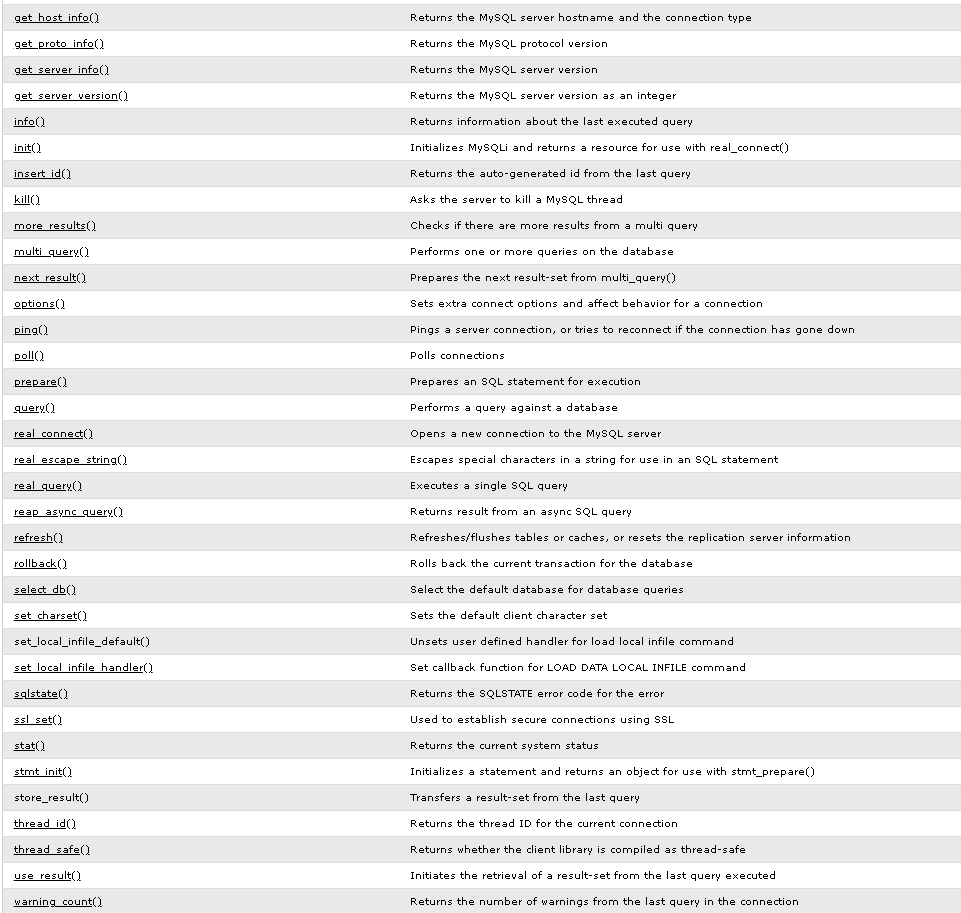 get_host_info() Returns the MySQL server hostname and the connection type
get_proto_info() Returns the MySQL protocol version
get_server_info() Returns the MySQL server version
get_server_version() Returns the MySQL server version as an integer
info() Returns information about the last executed query
init() Initializes MySQLi and returns a resource for use with real_connect()
insert_id() Returns the auto-generated id from the last query
kill() Asks the server to kill a MySQL thread
more_results() Checks if there are more results from a multi query
multi_query() Performs one or more queries on the database
next_result() Prepares the next result-set from multi_query()
options() Sets extra connect options and affect behavior for a connection
ping() Pings a server connection, or tries to reconnect if the connection has gone down
poll() Polls connections
prepare() Prepares an SQL statement for execution
query() Performs a query against a database
real_connect() Opens a new connection to the MySQL server
real_escape_string() Escapes special characters in a string for use in an SQL statement
real_query() Executes a single SQL query
reap_async_query() Returns result from an async SQL query
refresh() Refreshes/flushes tables or caches, or resets the replication server information
rollback() Rolls back the current transaction for the database
select_db() Select the default database for database queries
set_charset() Sets the default client character set
set_local_infile_default() Unsets user defined handler for load local infile command
set_local_infile_handler() Set callback function for LOAD DATA LOCAL INFILE command
sqlstate() Returns the SQLSTATE error code for the error
ssl_set() Used to establish secure connections using SSL
stat() Returns the current system status
stmt_init() Initializes a statement and returns an object for use with stmt_prepare()
store_result() Transfers a result-set from the last query
thread_id() Returns the thread ID for the current connection
thread_safe() Returns whether the client library is compiled as thread-safe
use_result() Initiates the retrieval of a result-set from the last query executed
warning_count() Returns the number of warnings from the last query in the connection